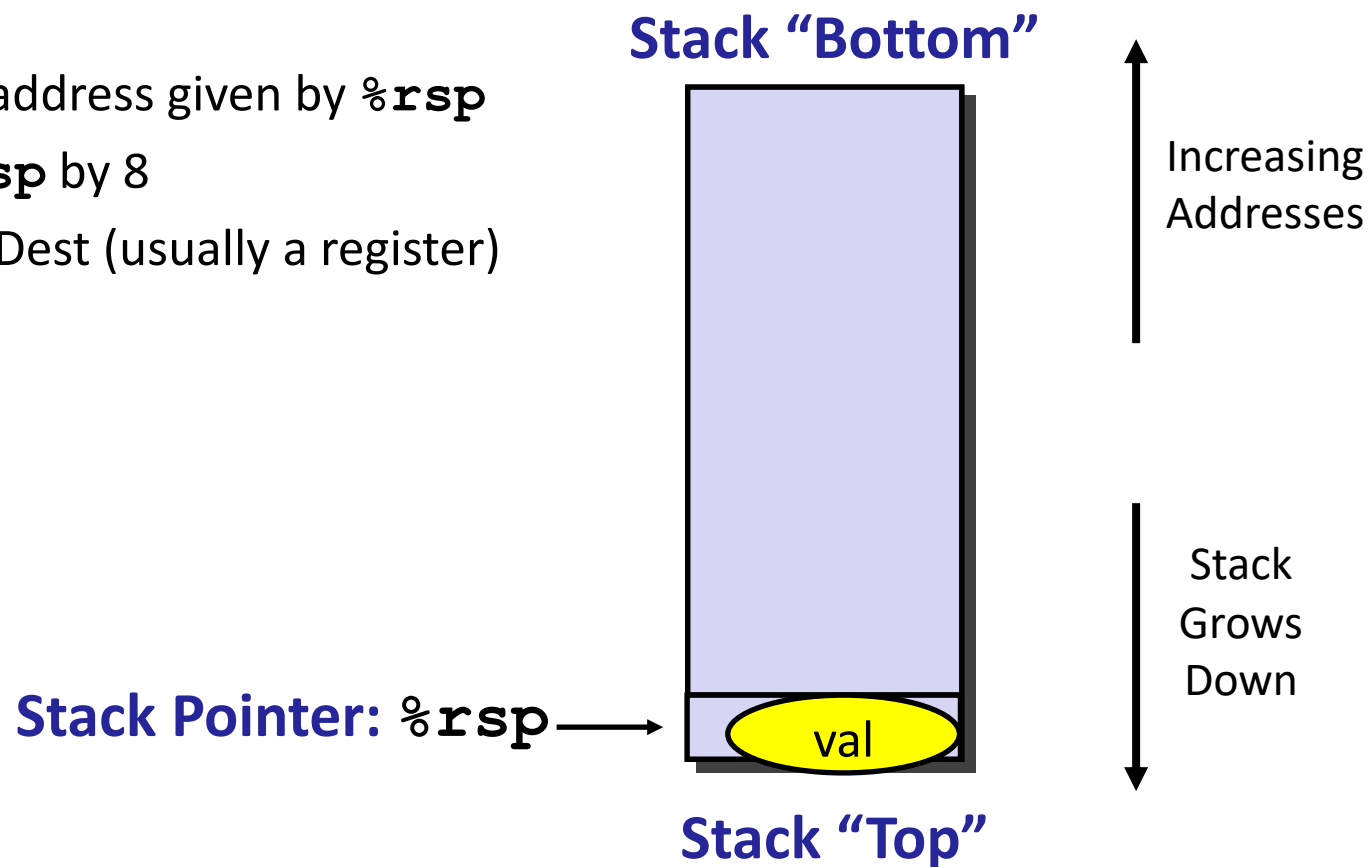 Stack “Bottom”
address given by %rsp
sp by 8
Dest (usually a register)
Increasing
Addresses
Stack
Grows
Down
Stack Pointer: %rsp
val
Stack “Top”